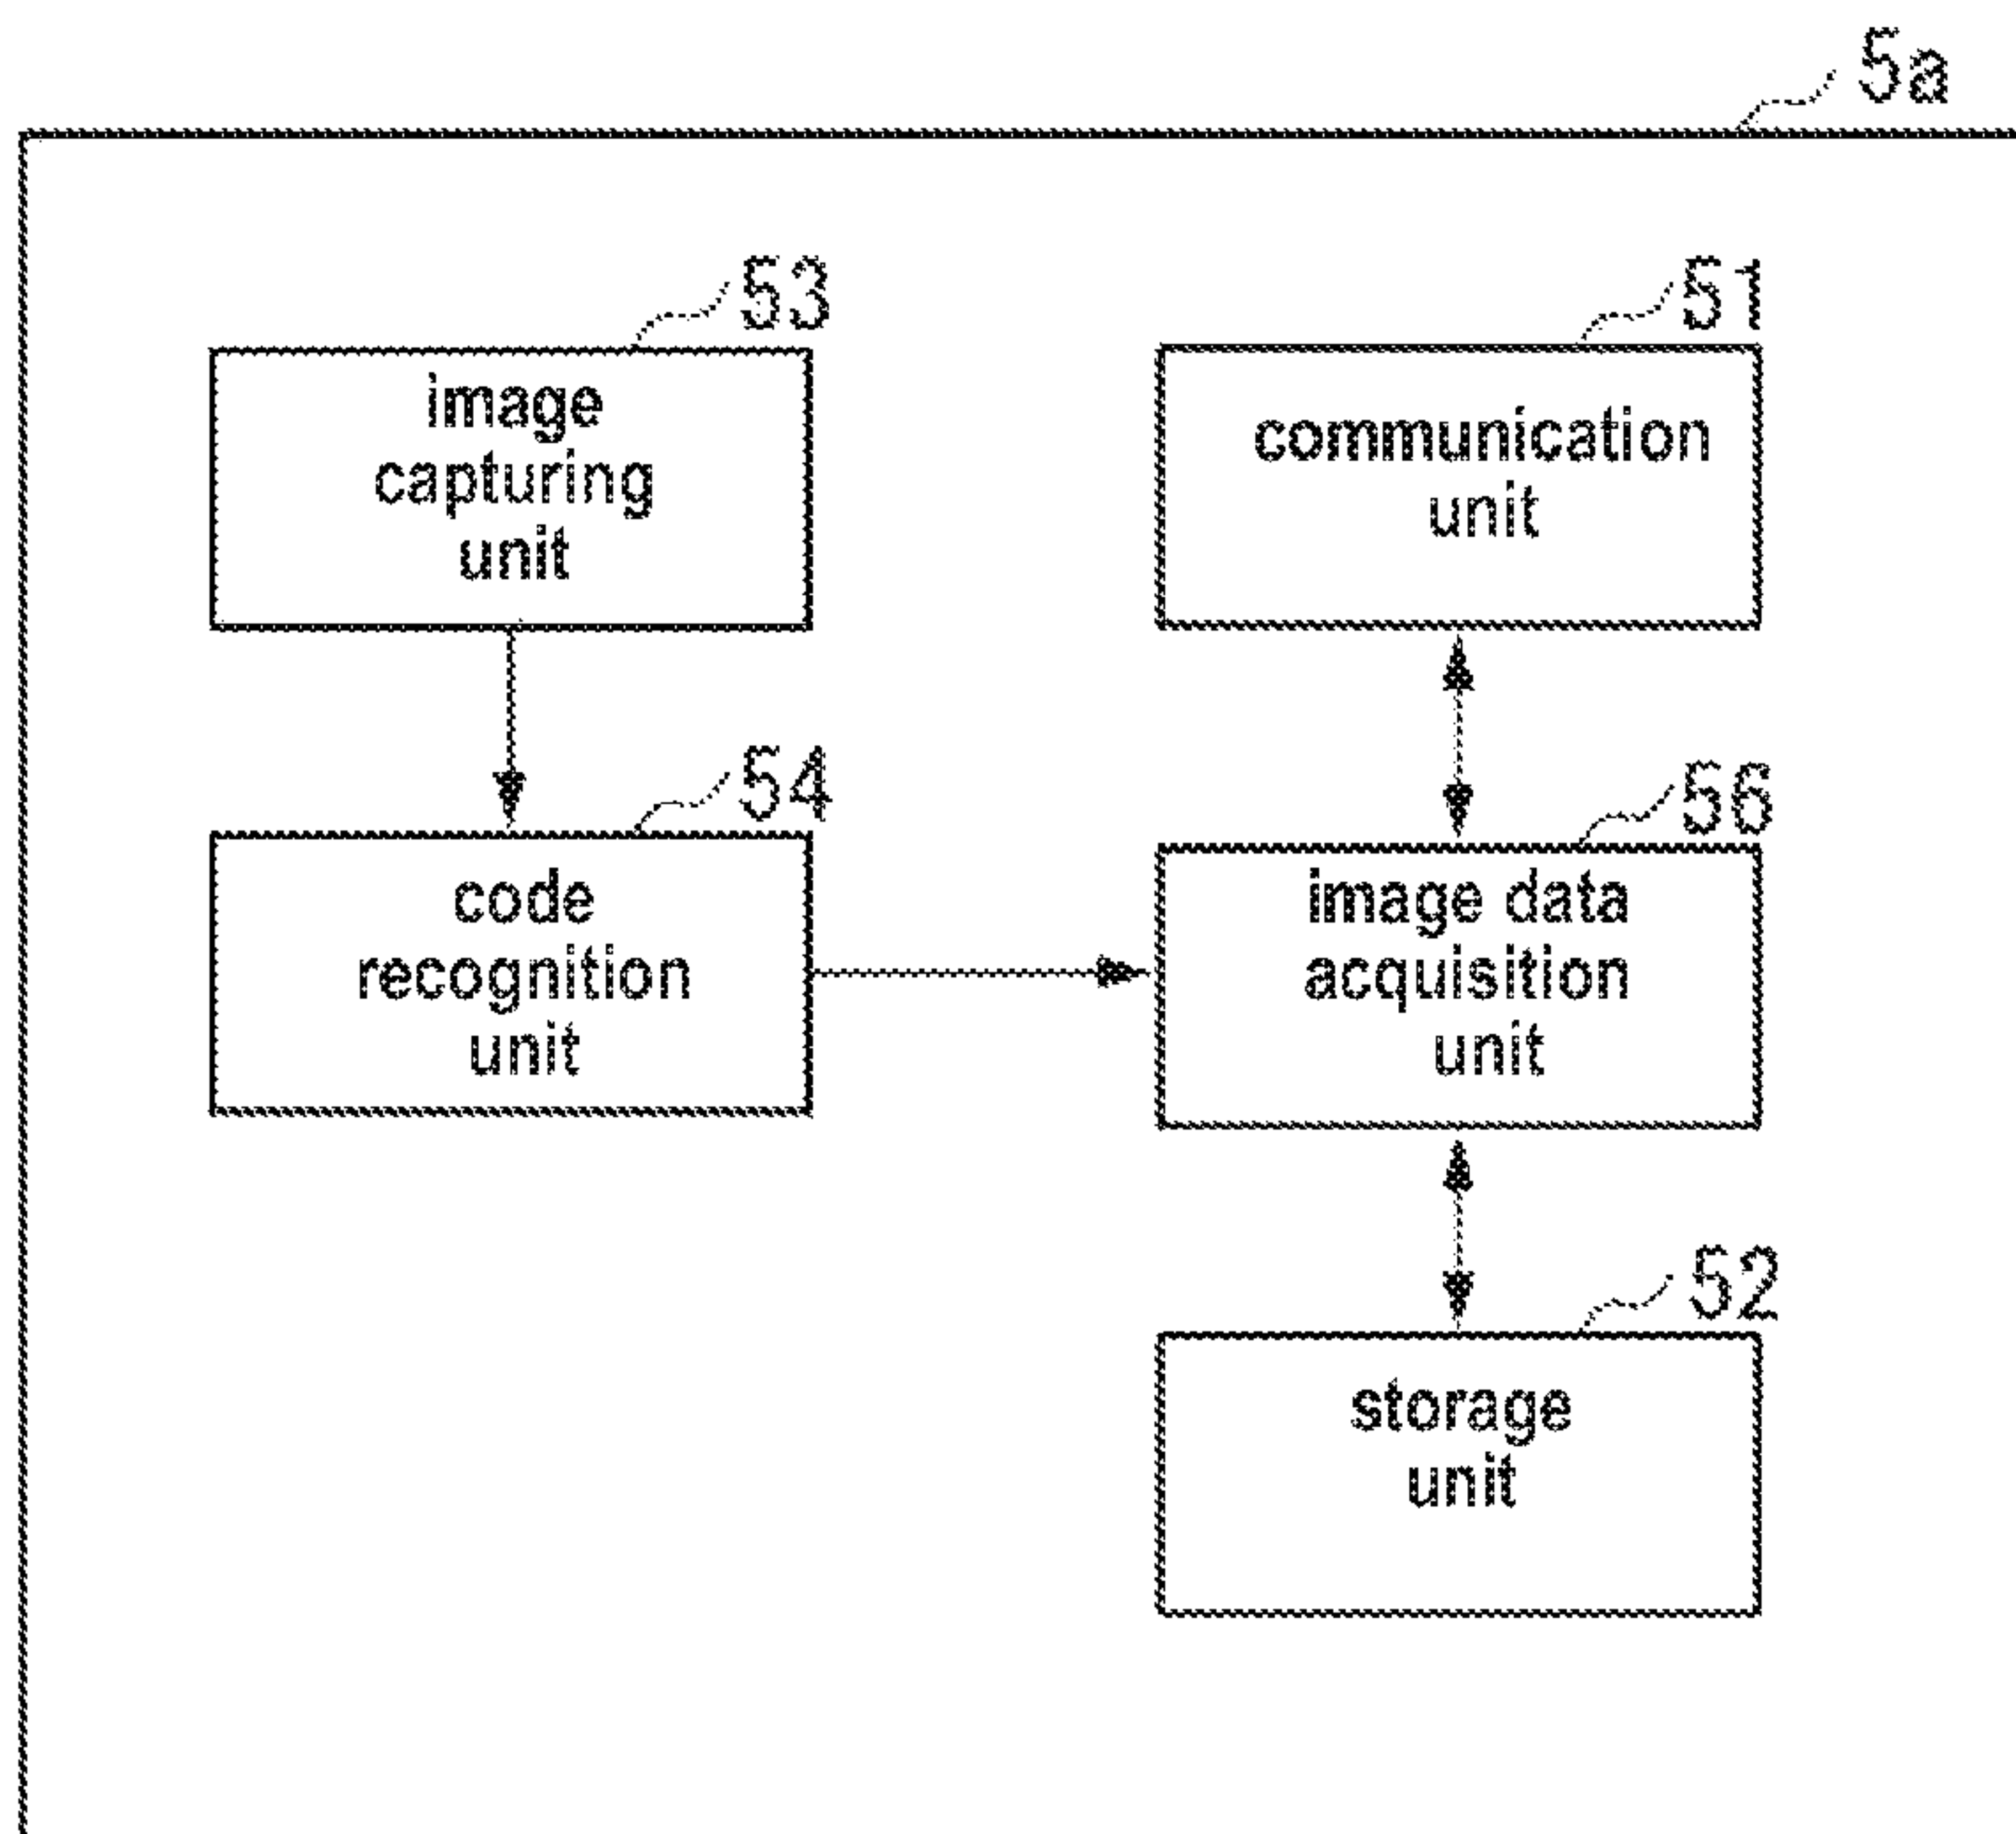 5a
53
image
capturing
unit
51
communication
unit
54
code
recognition
unit
56
image data
acquisition
unit
52
storage
unit